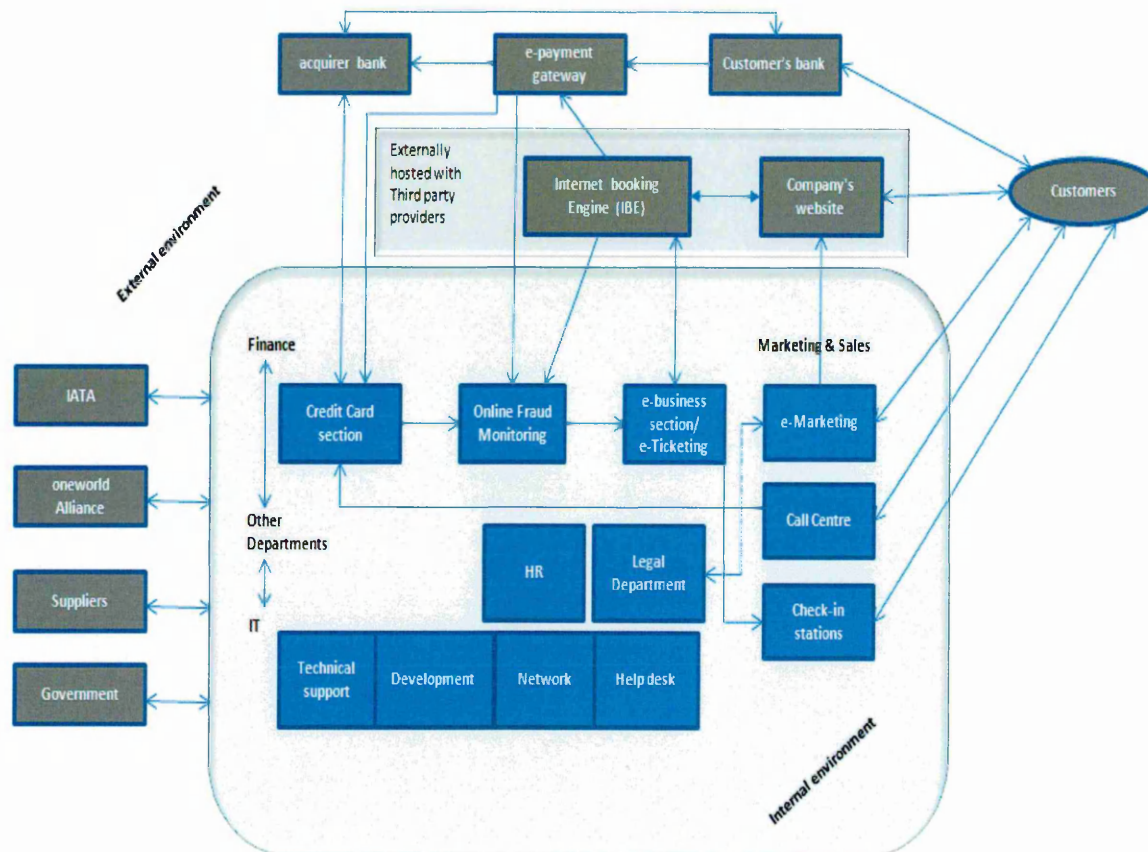 acquirer bank
e-payment
gateway
Customer's bank
Externally
hosted with
Third party
providers
Internet booking
Engine (IBE)
Company's
website
Customers
External environment
Finance
Marketing & Sales
IATA
Credit Card
section
Online Fraud
Monitoring
e-business
section/
e-Ticketing
e-Marketing
oneworld
Alliance
Call Centre
Other
Departments
HR
Legal
Department
Suppliers
Check-in
stations
IT
Technical
support
Development
Network
Help desk
Government
Internal environment